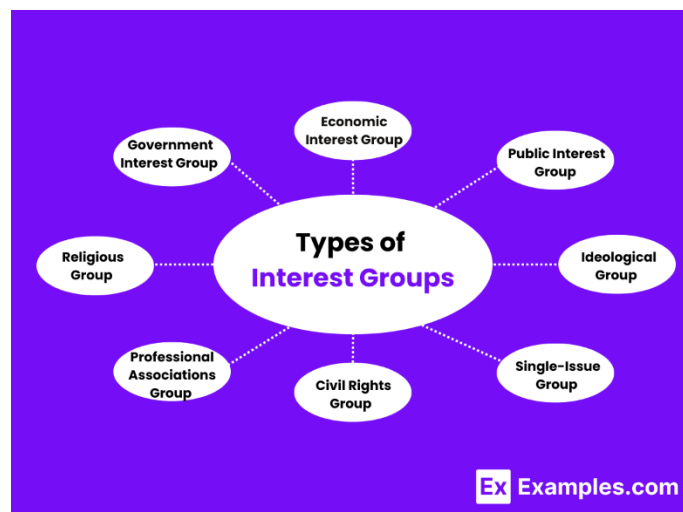 Types of
Interest Groups
Economic
Interest Group
Public Interest
Group
Ideological
Group
Single-Issue
Group
Civil Rights
Group
Professional
Associations
Group
Religious
Group
Government
Interest Group
Ex Examples.com